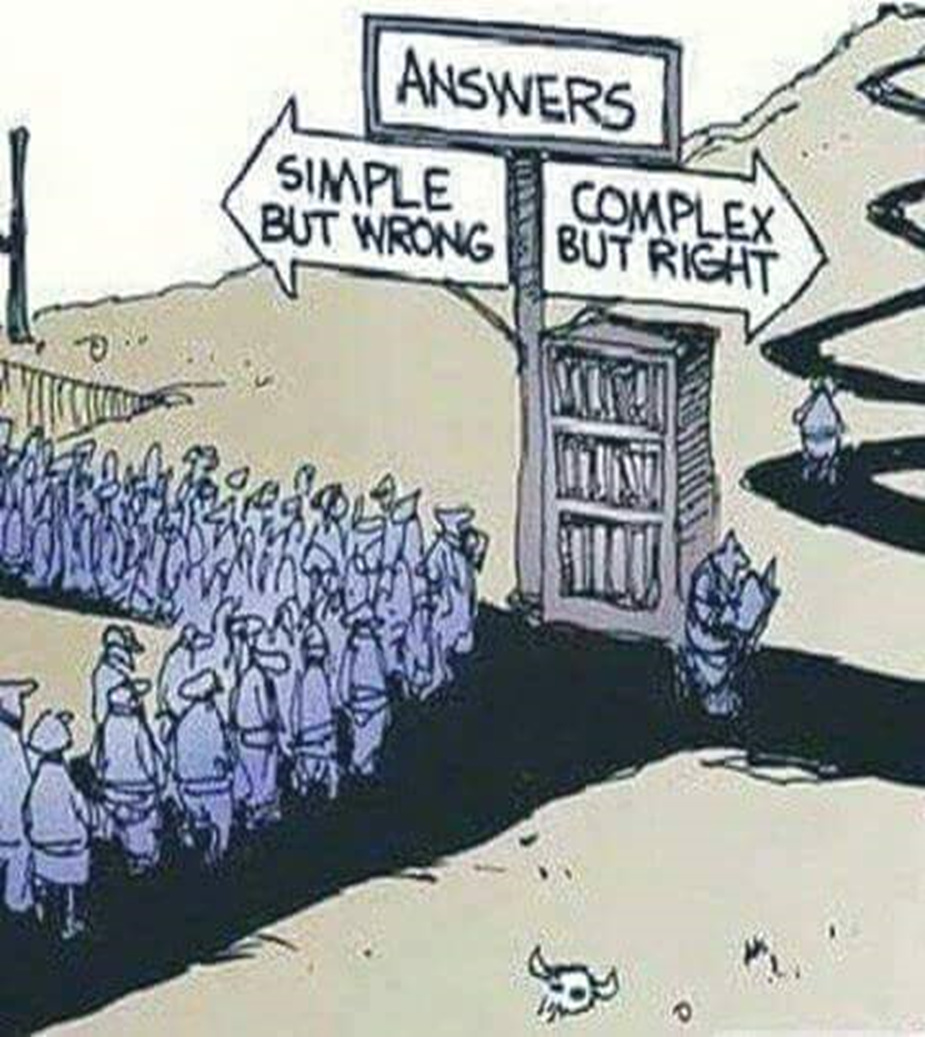 ANSWERS
SIMPLE
BUT WRONG
COMPLEX
BUT RIGHT